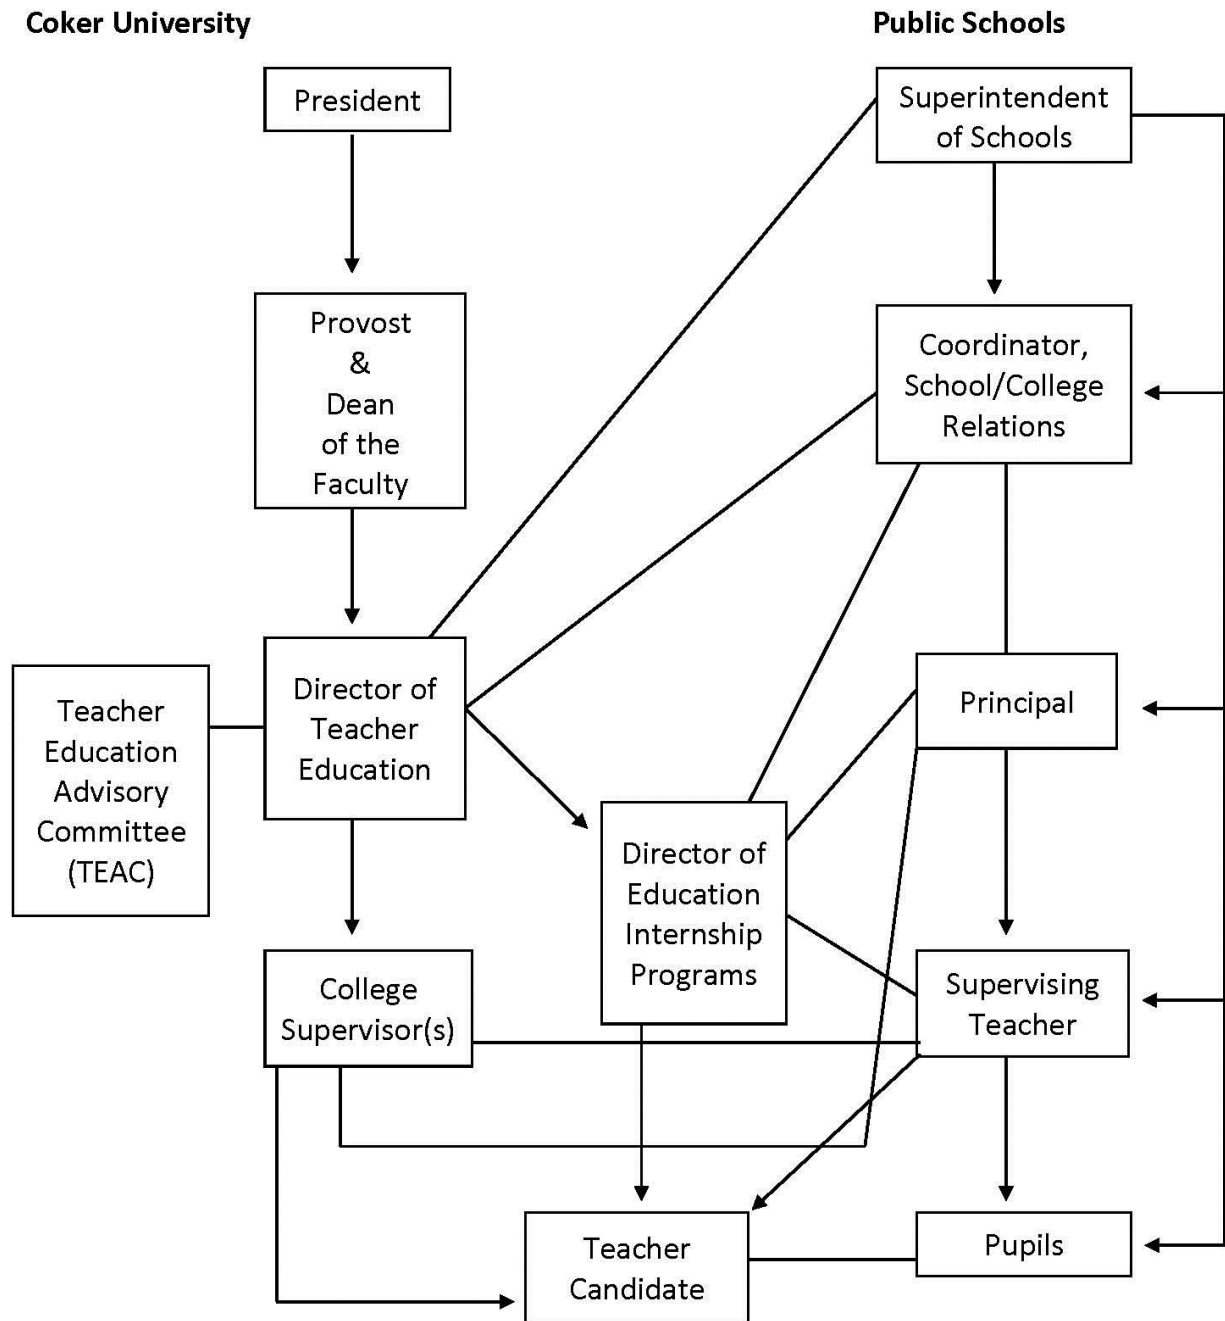 Coker University
Public Schools
President
Superintendent
of Schools
Provost
&
Dean
of the
Faculty
Coordinator,
School/College
Relations
Teacher
Education
Advisory
Committee
(TEAC)
Director of
Teacher
Education
Principal
Director of
Education
Internship
Programs
College
Supervisor(s)
Supervising
Teacher
Teacher
Candidate
Pupils